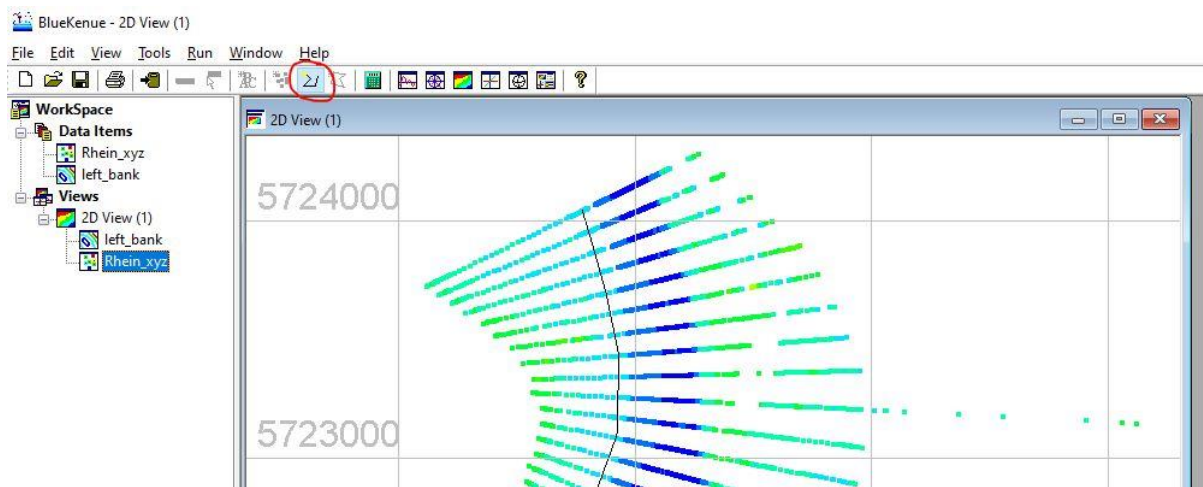 BlueKenue - 2D View (1)
File Edit View Tools Run Window Help
WorkSpace
Data Items
Rhein_xyz
left_bank
Views
2D View (1)
left_bank
Rhein_xyz
2D View (1)
5724000
5723000